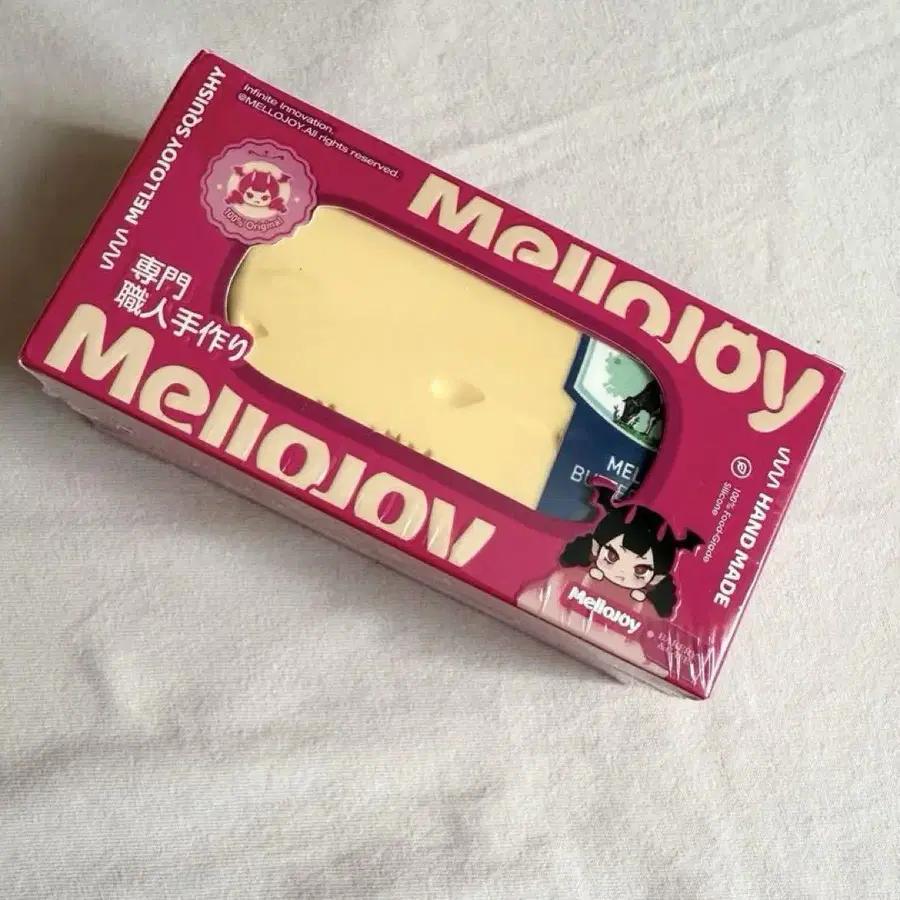 MELLOJOY SQUISHY
Infinite Innovation.
@MELLOJOY.All rights reserved.
100% Original
専門
職人手作り
MelloJoy
MelloJoy
MEL
HAND MADE
100% Food-Grade
Silicone
MelloJoy
BAKERY